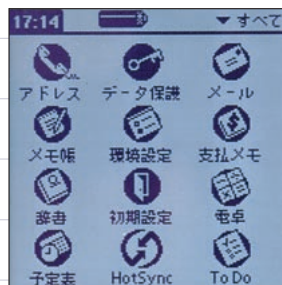 17:14 ▼ すべて
アドレス データ保護 メール
メモ帳 環境設定 支払メモ
辞書 初期設定 電卓
予定表 HotSync To Do